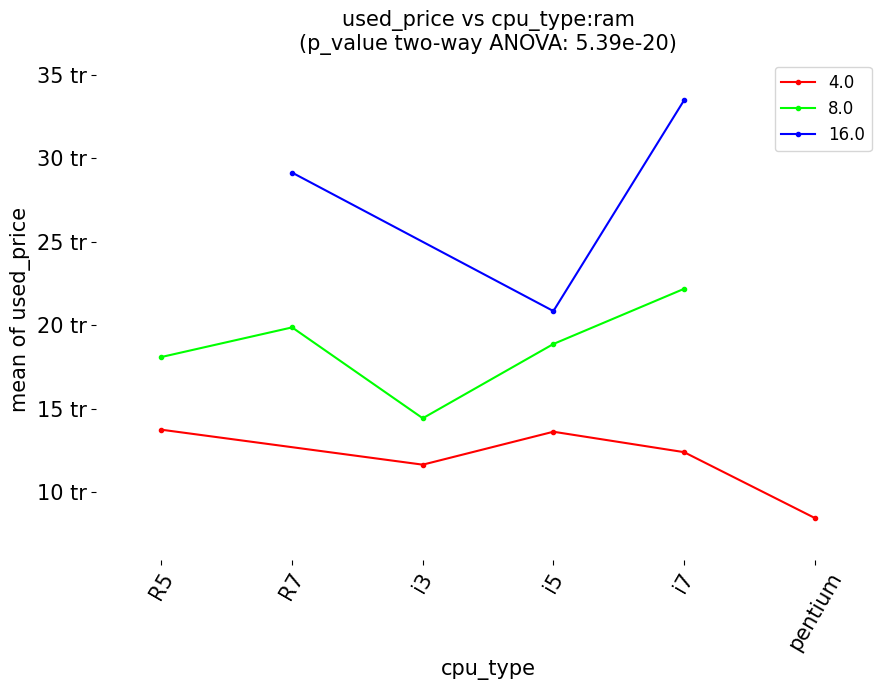 used_price vs cpu_type:ram
(p_value two-way ANOVA: 5.39e-20)
4.0
8.0
16.0
35 tr
30 tr
25 tr
20 tr
15 tr
10 tr
mean of used_price
R5
R7
i3
i5
i7
pentium
cpu_type